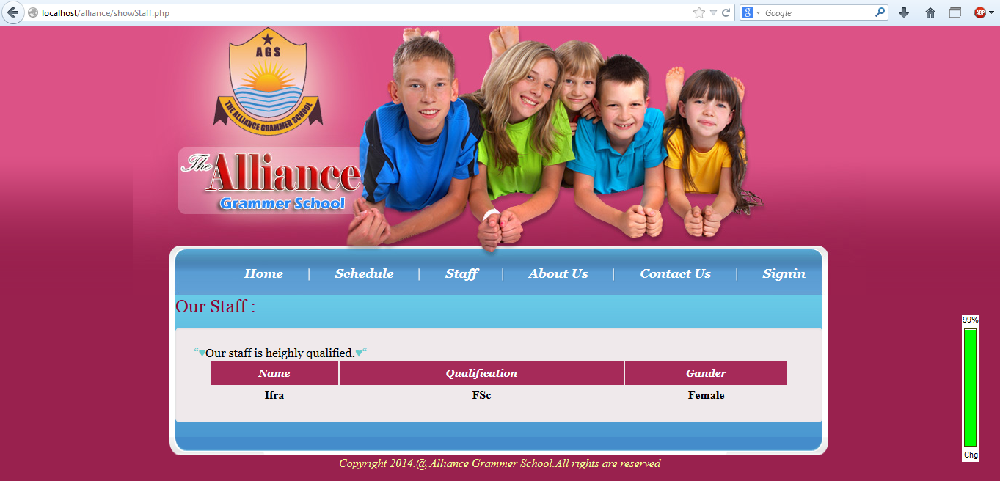 localhost/alliance/showStaff.php
8 Google
ABP
AGS
THE ALLIANCE GRAMMER SCHOOL
The Alliance
Grammer School
Home | Schedule | Staff | About Us | Contact Us | Signin
Our Staff :
99%
“♥Our staff is heighly qualified.♥“
Name Qualification Gander
Ifra FSc Female
Chg
Copyright 2014.@ Alliance Grammer School.All rights are reserved